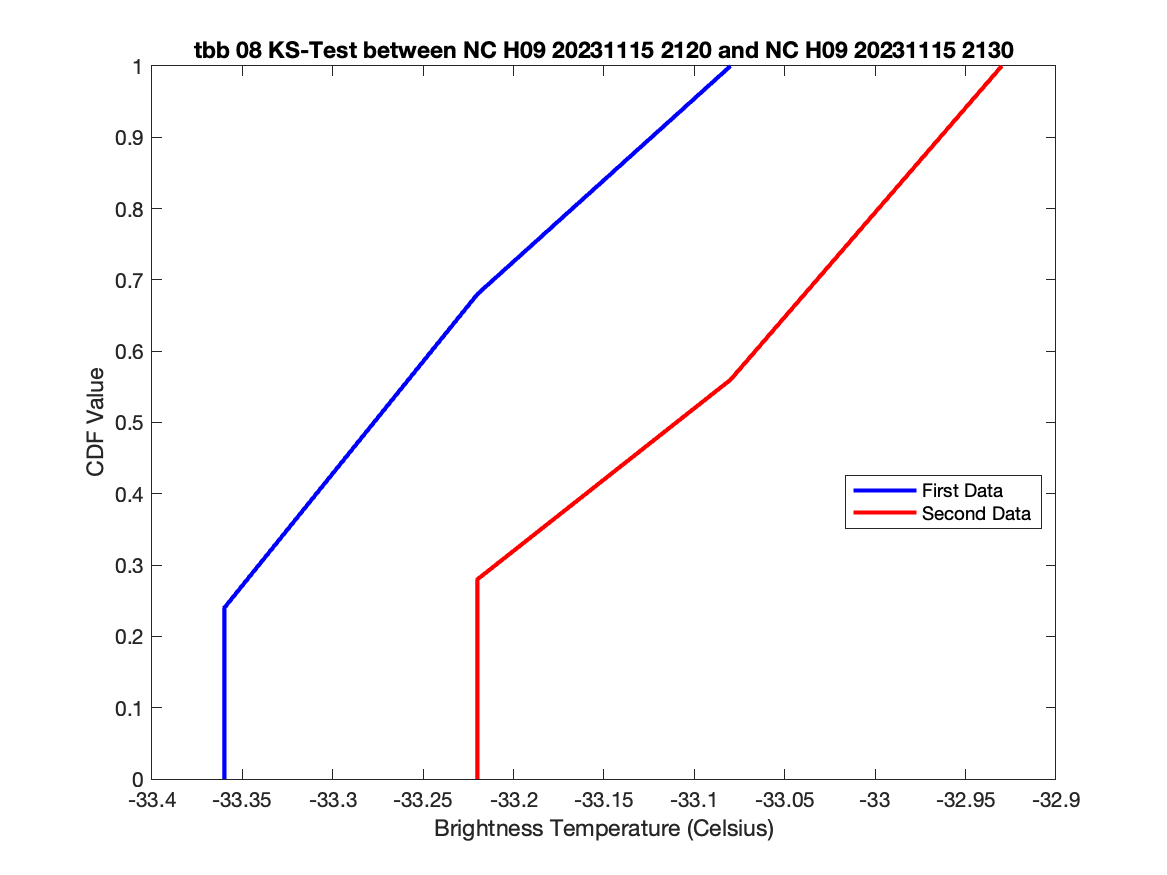 tbb 08 KS-Test between NC H09 20231115 2120 and NC H09 20231115 2130
1
0.9
0.8
0.7
0.6
0.5
0.4
0.3
0.2
0.1
0
CDF Value
First Data
Second Data
-33.4 -33.35 -33.3 -33.25 -33.2 -33.15 -33.1 -33.05 -33 -32.95 -32.9
Brightness Temperature (Celsius)